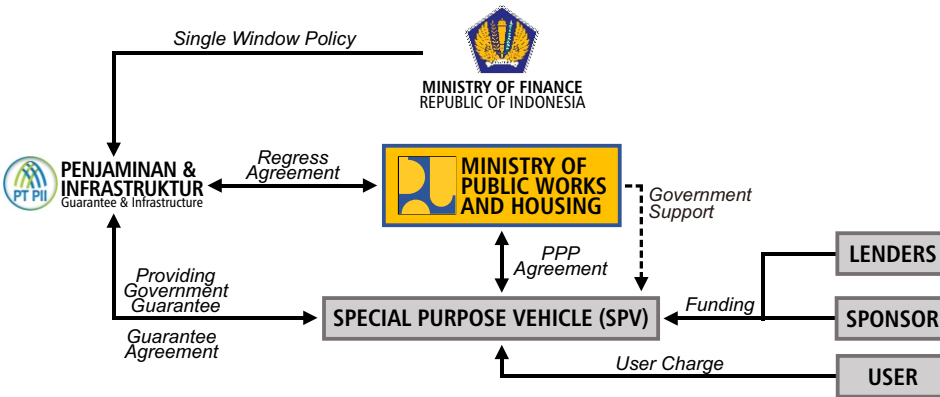 Single Window Policy
MINISTRY OF FINANCE
REPUBLIC OF INDONESIA
PT PII
PENJAMINAN &
INFRASTRUKTUR
Guarantee & Infrastructure
Regress
Agreement
MINISTRY OF
PUBLIC WORKS
AND HOUSING
Government
Support
PPP
Agreement
LENDERS
Providing
Government
Guarantee
Guarantee
Agreement
SPECIAL PURPOSE VEHICLE (SPV)
Funding
SPONSOR
User Charge
USER